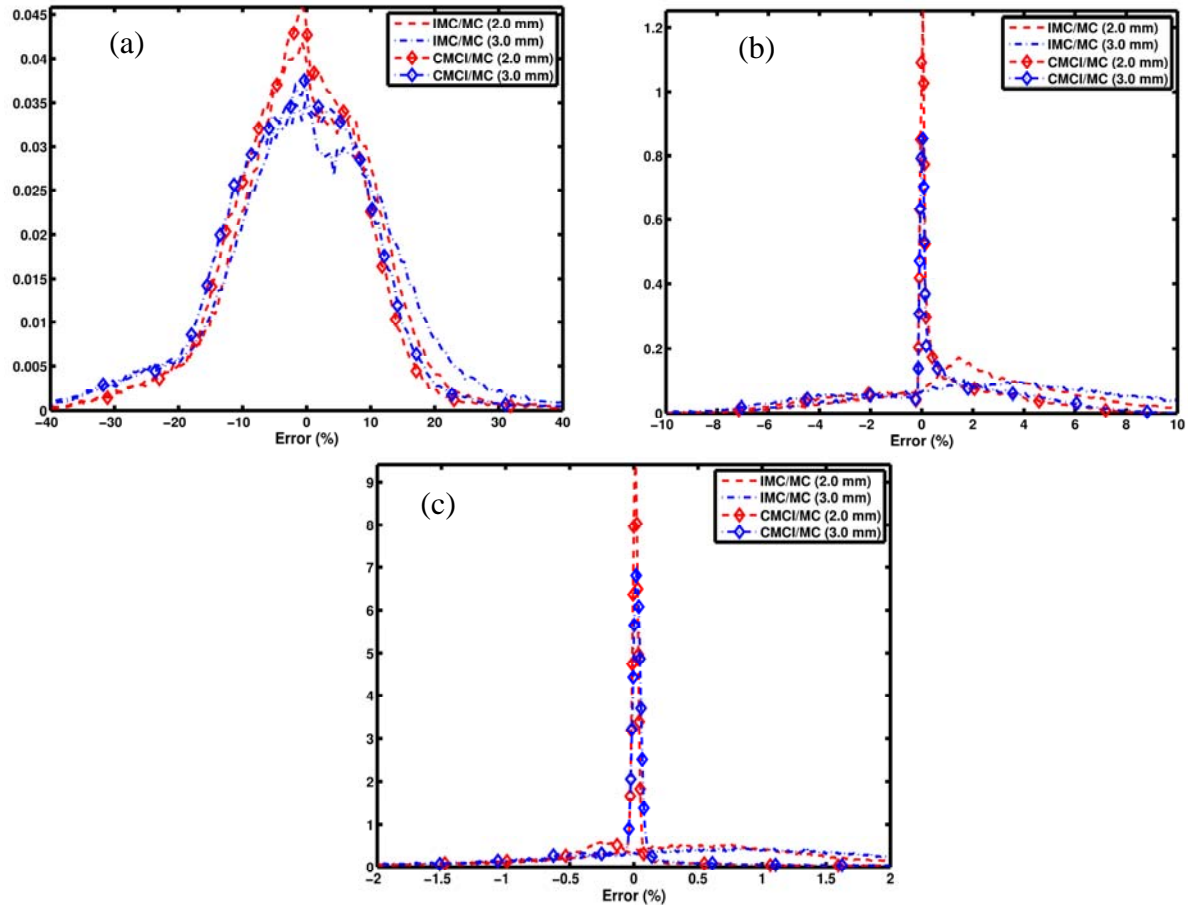 (a)
IMC/MC (2.0 mm)
IMC/MC (3.0 mm)
CMCI/MC (2.0 mm)
CMCI/MC (3.0 mm)
0.045
0.04
0.035
0.03
0.025
0.02
0.015
0.01
0.005
0
−40 −30 −20 −10 0 10 20 30 40
Error (%)
(b)
IMC/MC (2.0 mm)
IMC/MC (3.0 mm)
CMCI/MC (2.0 mm)
CMCI/MC (3.0 mm)
1.2
1
0.8
0.6
0.4
0.2
0
−10 −8 −6 −4 −2 0 2 4 6 8 10
Error (%)
(c)
IMC/MC (2.0 mm)
IMC/MC (3.0 mm)
CMCI/MC (2.0 mm)
CMCI/MC (3.0 mm)
9
8
7
6
5
4
3
2
1
0
−2 −1.5 −1 −0.5 0 0.5 1 1.5 2
Error (%)